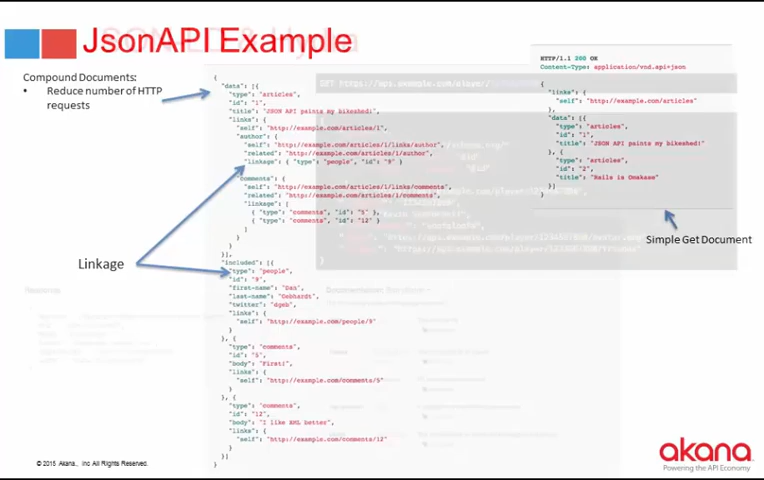 JsonAPI Example
Compound Documents:
• Reduce number of HTTP
requests
Linkage
{
"data": [{
"type": "articles",
"id": "1",
"title": "JSON API paints my bikeshed!",
"links": {
"self": "http://example.com/articles/1",
"author": {
"self": "http://example.com/articles/1/links/author",
"related": "http://example.com/articles/1/author",
"linkage": { "type": "people", "id": "9" }
},
"comments": {
"self": "http://example.com/articles/1/links/comments",
"related": "http://example.com/articles/1/comments",
"linkage": [
{ "type": "comments", "id": "5" },
{ "type": "comments", "id": "12" }
]
}
}
}],
"included": [{
"type": "people",
"id": "9",
"first-name": "Dan",
"last-name": "Gebhardt",
"twitter": "dgeb",
"links": {
"self": "http://example.com/people/9"
}
}, {
"type": "comments",
"id": "5",
"body": "First!",
"links": {
"self": "http://example.com/comments/5"
}
}, {
"type": "comments",
"id": "12",
"body": "I like XML better",
"links": {
"self": "http://example.com/comments/12"
}
}]
}
HTTP/1.1 200 OK
Content-Type: application/vnd.api+json
{
"links": {
"self": "http://example.com/articles"
},
"data": [{
"type": "articles",
"id": "1",
"title": "JSON API paints my bikeshed!"
}, {
"type": "articles",
"id": "2",
"title": "Rails is Omakase"
}]
}
Simple Get Document
© 2015 Akana., Inc All Rights Reserved.
akana
Powering the API Economy